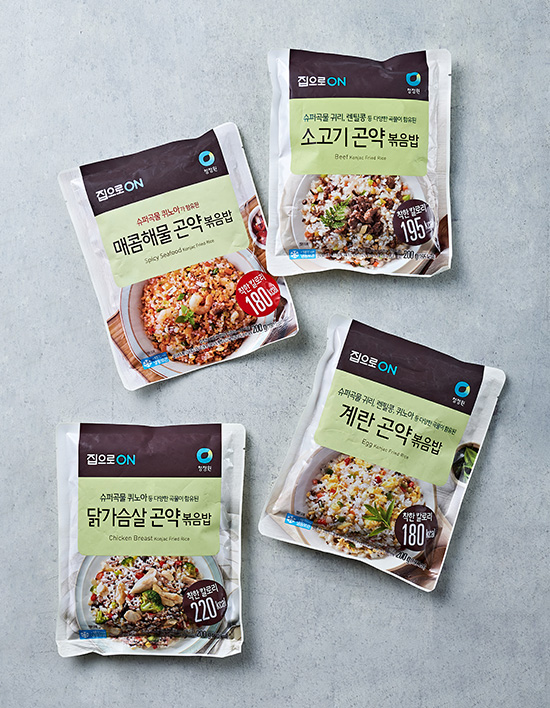 집으로ON
청정원
슈퍼곡물 귀리, 렌틸콩 등 다양한 곡물이 함유된
소고기 곤약 볶음밥
Beef Konjac Fried Rice
착한 칼로리
195 kcal
200 g
집으로ON
청정원
슈퍼곡물 퀴노아가 함유된
매콤해물 곤약 볶음밥
Spicy Seafood Konjac Fried Rice
착한 칼로리
180 kcal
200 g
집으로ON
청정원
슈퍼곡물 귀리, 렌틸콩, 퀴노아 등 다양한 곡물이 함유된
계란 곤약 볶음밥
Egg Konjac Fried Rice
착한 칼로리
180 kcal
200 g
집으로ON
청정원
슈퍼곡물 퀴노아 등 다양한 곡물이 함유된
닭가슴살 곤약 볶음밥
Chicken Breast Konjac Fried Rice
착한 칼로리
220 kcal
200 g